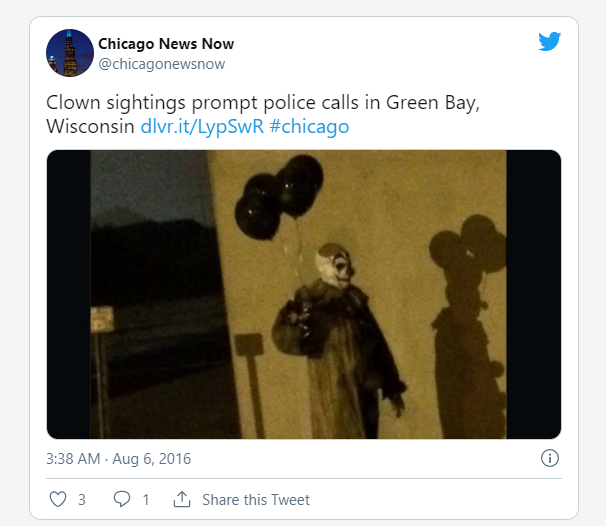 Chicago News Now
@chicagonewsnow
Clown sightings prompt police calls in Green Bay,
Wisconsin dlvr.it/LypSwR #chicago
3:38 AM · Aug 6, 2016
3 1 Share this Tweet